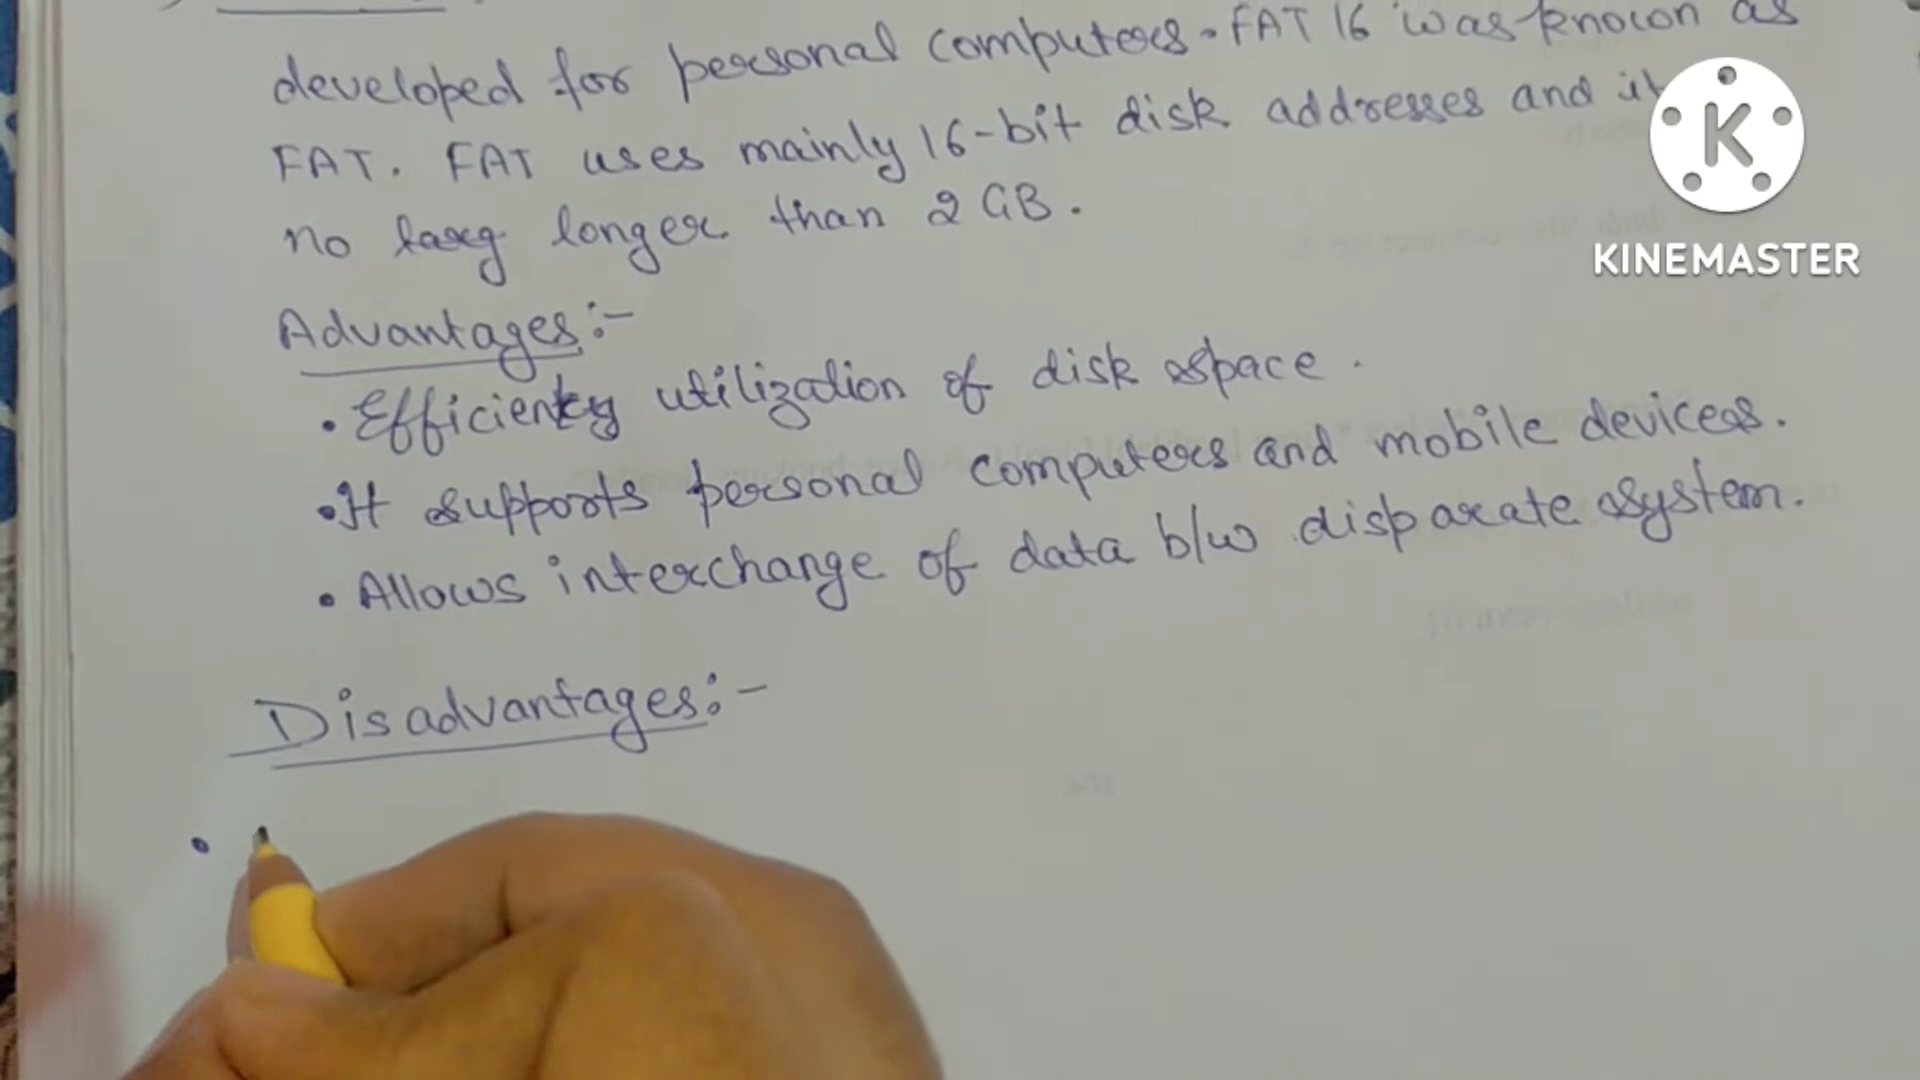 developed for personal computers. FAT 16 was known as
FAT. FAT uses mainly 16-bit disk addresses and it
no larg longer than 2 GB.
Advantages:-
• Efficienty utilization of disk space.
• It supports personal computers and mobile devices.
• Allows interchange of data b/w disparate system.
Disadvantages:-
•
K
KINEMASTER